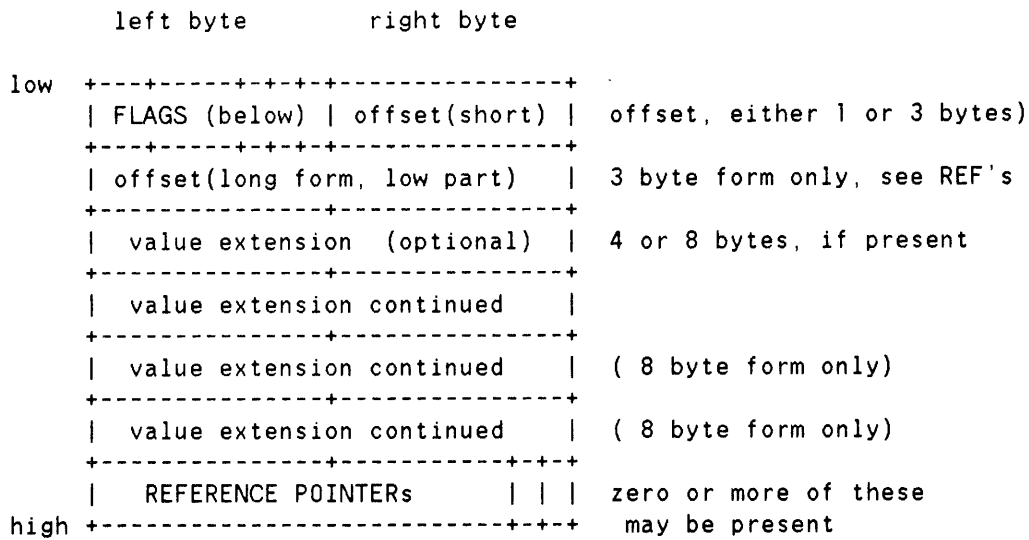 left byte          right byte

low  +---+-----+-+-+-+---------------+
     | FLAGS (below) | offset(short) |  offset, either 1 or 3 bytes)
     +---+-----+-+-+-+---------------+
     | offset(long form, low part)   |  3 byte form only, see REF's
     +---------------+---------------+
     |  value extension  (optional)  |  4 or 8 bytes, if present
     +---------------+---------------+
     |  value extension continued    |
     +---------------+---------------+
     |  value extension continued    |  ( 8 byte form only)
     +---------------+---------------+
     |  value extension continued    |  ( 8 byte form only)
     +---------------+-----------+-+-+
     |   REFERENCE POINTERs      | | |  zero or more of these
high +---------------------------+-+-+   may be present